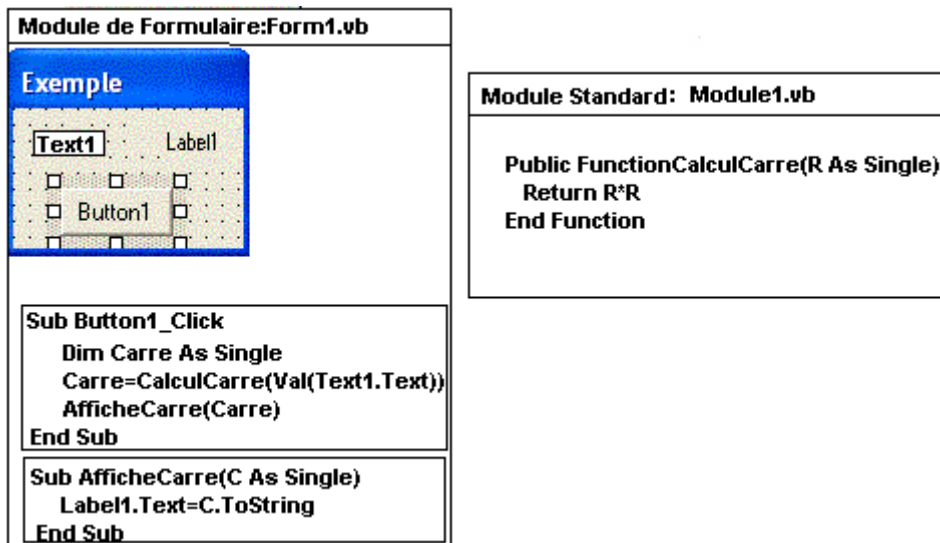 Module de Formulaire:Form1.vb
Exemple
Text1
Label1
Button1
Sub Button1_Click
Dim Carre As Single
Carre=CalculCarre(Val(Text1.Text))
AfficheCarre(Carre)
End Sub
Sub AfficheCarre(C As Single)
Label1.Text=C.ToString
End Sub
Module Standard: Module1.vb
Public FunctionCalculCarre(R As Single)
Return R*R
End Function